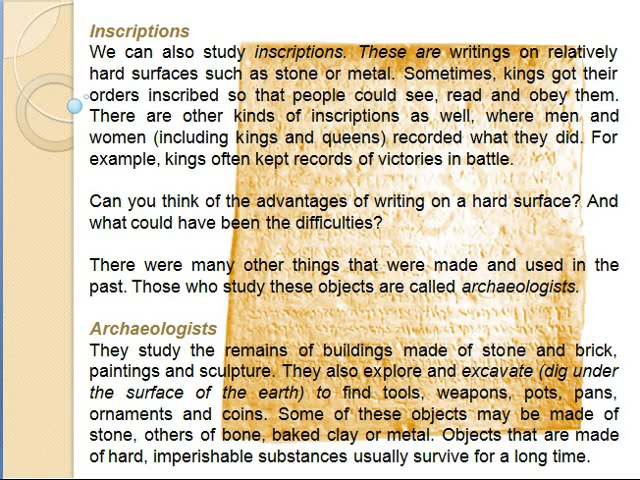 Inscriptions
We can also study inscriptions. These are writings on relatively
hard surfaces such as stone or metal. Sometimes, kings got their
orders inscribed so that people could see, read and obey them.
There are other kinds of inscriptions as well, where men and
women (including kings and queens) recorded what they did. For
example, kings often kept records of victories in battle.
Can you think of the advantages of writing on a hard surface? And
what could have been the difficulties?
There were many other things that were made and used in the
past. Those who study these objects are called archaeologists.
Archaeologists
They study the remains of buildings made of stone and brick,
paintings and sculpture. They also explore and excavate (dig under
the surface of the earth) to find tools, weapons, pots, pans,
ornaments and coins. Some of these objects may be made of
stone, others of bone, baked clay or metal. Objects that are made
of hard, imperishable substances usually survive for a long time.